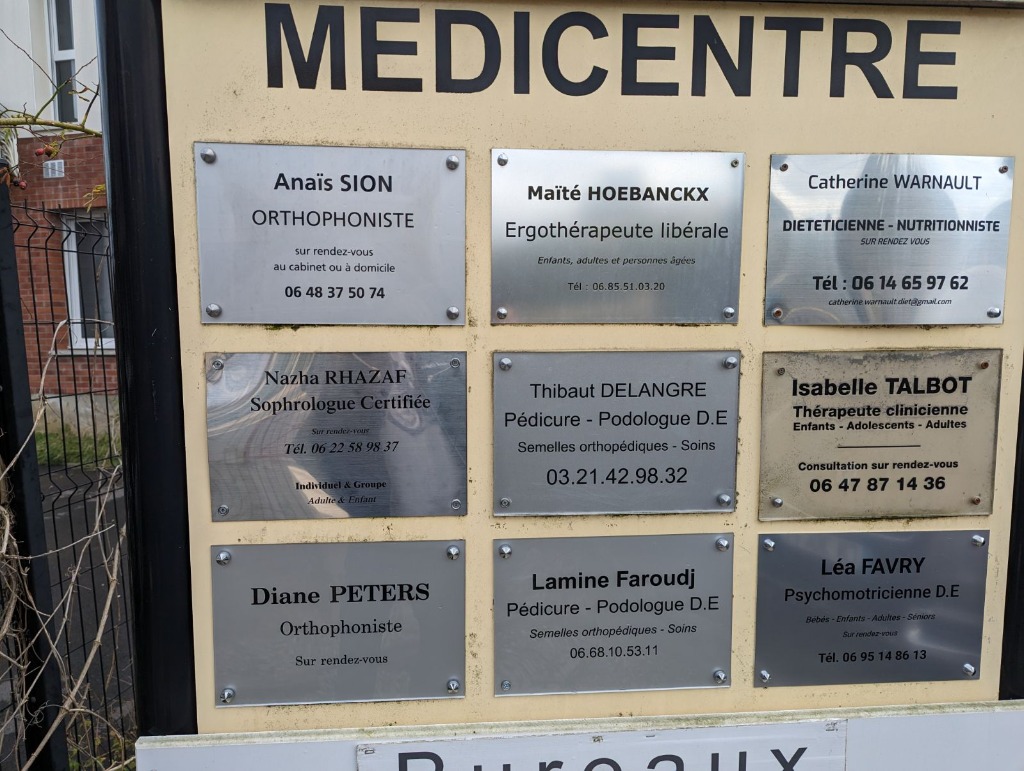 MEDICENTRE
Anaïs SION
ORTHOPHONISTE
sur rendez-vous
au cabinet ou à domicile
06 48 37 50 74
Maïté HOEBANCKX
Ergothérapeute libérale
Enfants, adultes et personnes âgées
Tél : 06.85.51.03.20
Catherine WARNAULT
DIETETICIENNE - NUTRITIONNISTE
SUR RENDEZ VOUS
Tél : 06 14 65 97 62
catherine.warnault.diet@gmail.com
Nazha RHAZAF
Sophrologue Certifiée
Sur rendez-vous
Tél. 06 22 58 98 37
Individuel & Groupe
Adulte & Enfant
Thibaut DELANGRE
Pédicure - Podologue D.E
Semelles orthopédiques - Soins
03.21.42.98.32
Isabelle TALBOT
Thérapeute clinicienne
Enfants - Adolescents - Adultes
Consultation sur rendez-vous
06 47 87 14 36
Diane PETERS
Orthophoniste
Sur rendez-vous
Lamine Faroudj
Pédicure - Podologue D.E
Semelles orthopédiques - Soins
06.68.10.53.11
Léa FAVRY
Psychomotricienne D.E
Bébés - Enfants - Adultes - Séniors
Sur rendez-vous
Tél. 06 95 14 86 13
Bureaux